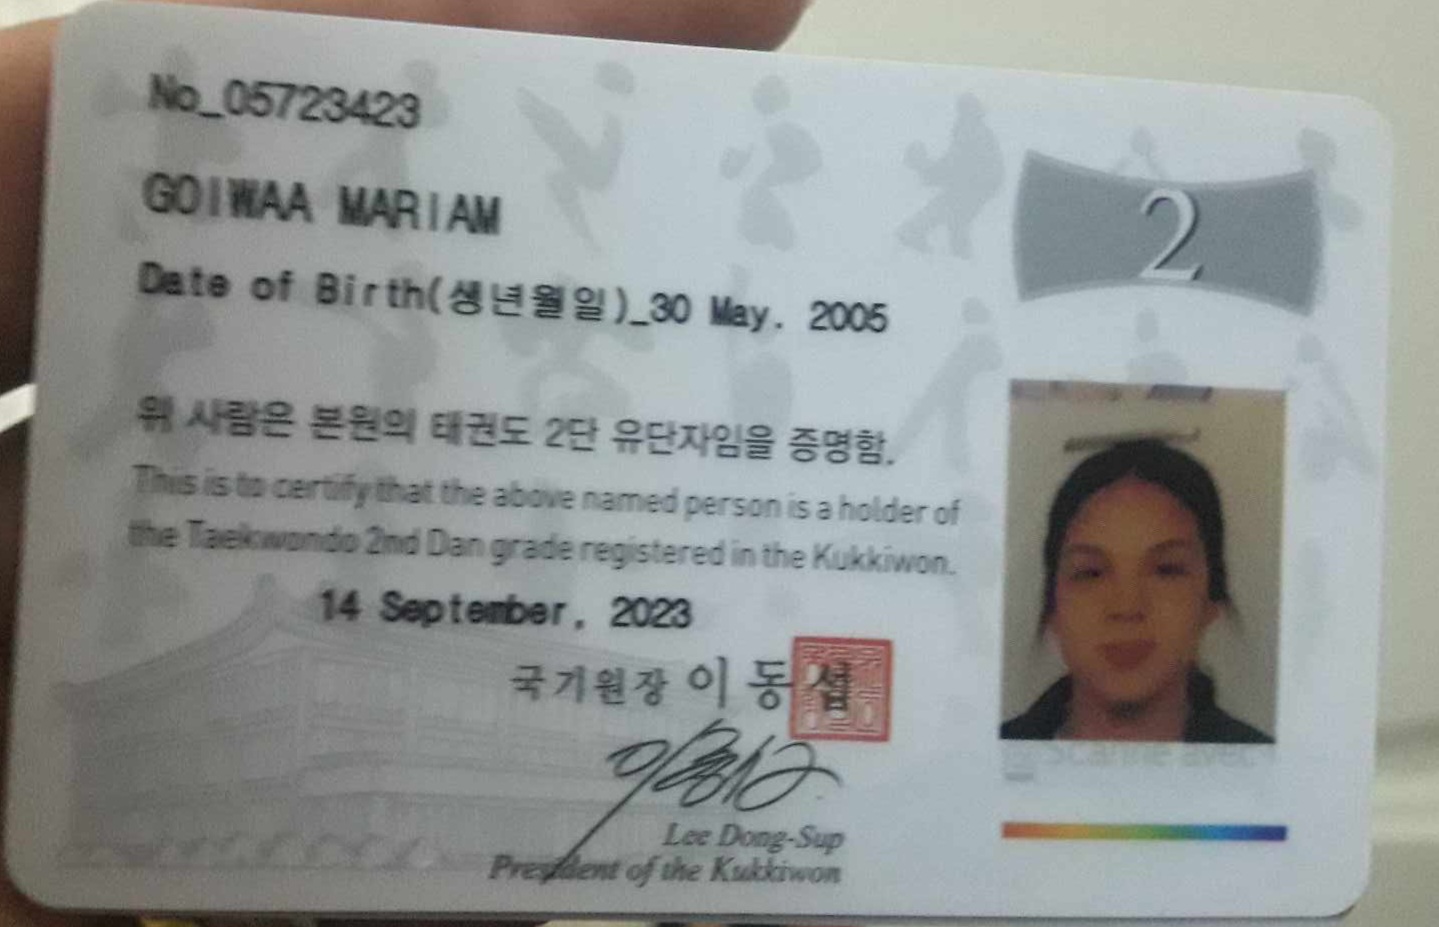 No_05723423
2
GOIWAA MARIAM
Date of Birth(생년월일)_30 May. 2005
위 사람은 본원의 태권도 2단 유단자임을 증명함.
This is to certify that the above named person is a holder of
the Taekwondo 2nd Dan grade registered in the Kukkiwon.
14 September, 2023
국기원장 이 동 섭
Lee Dong-Sup
President of the Kukkiwon
Scanné avec